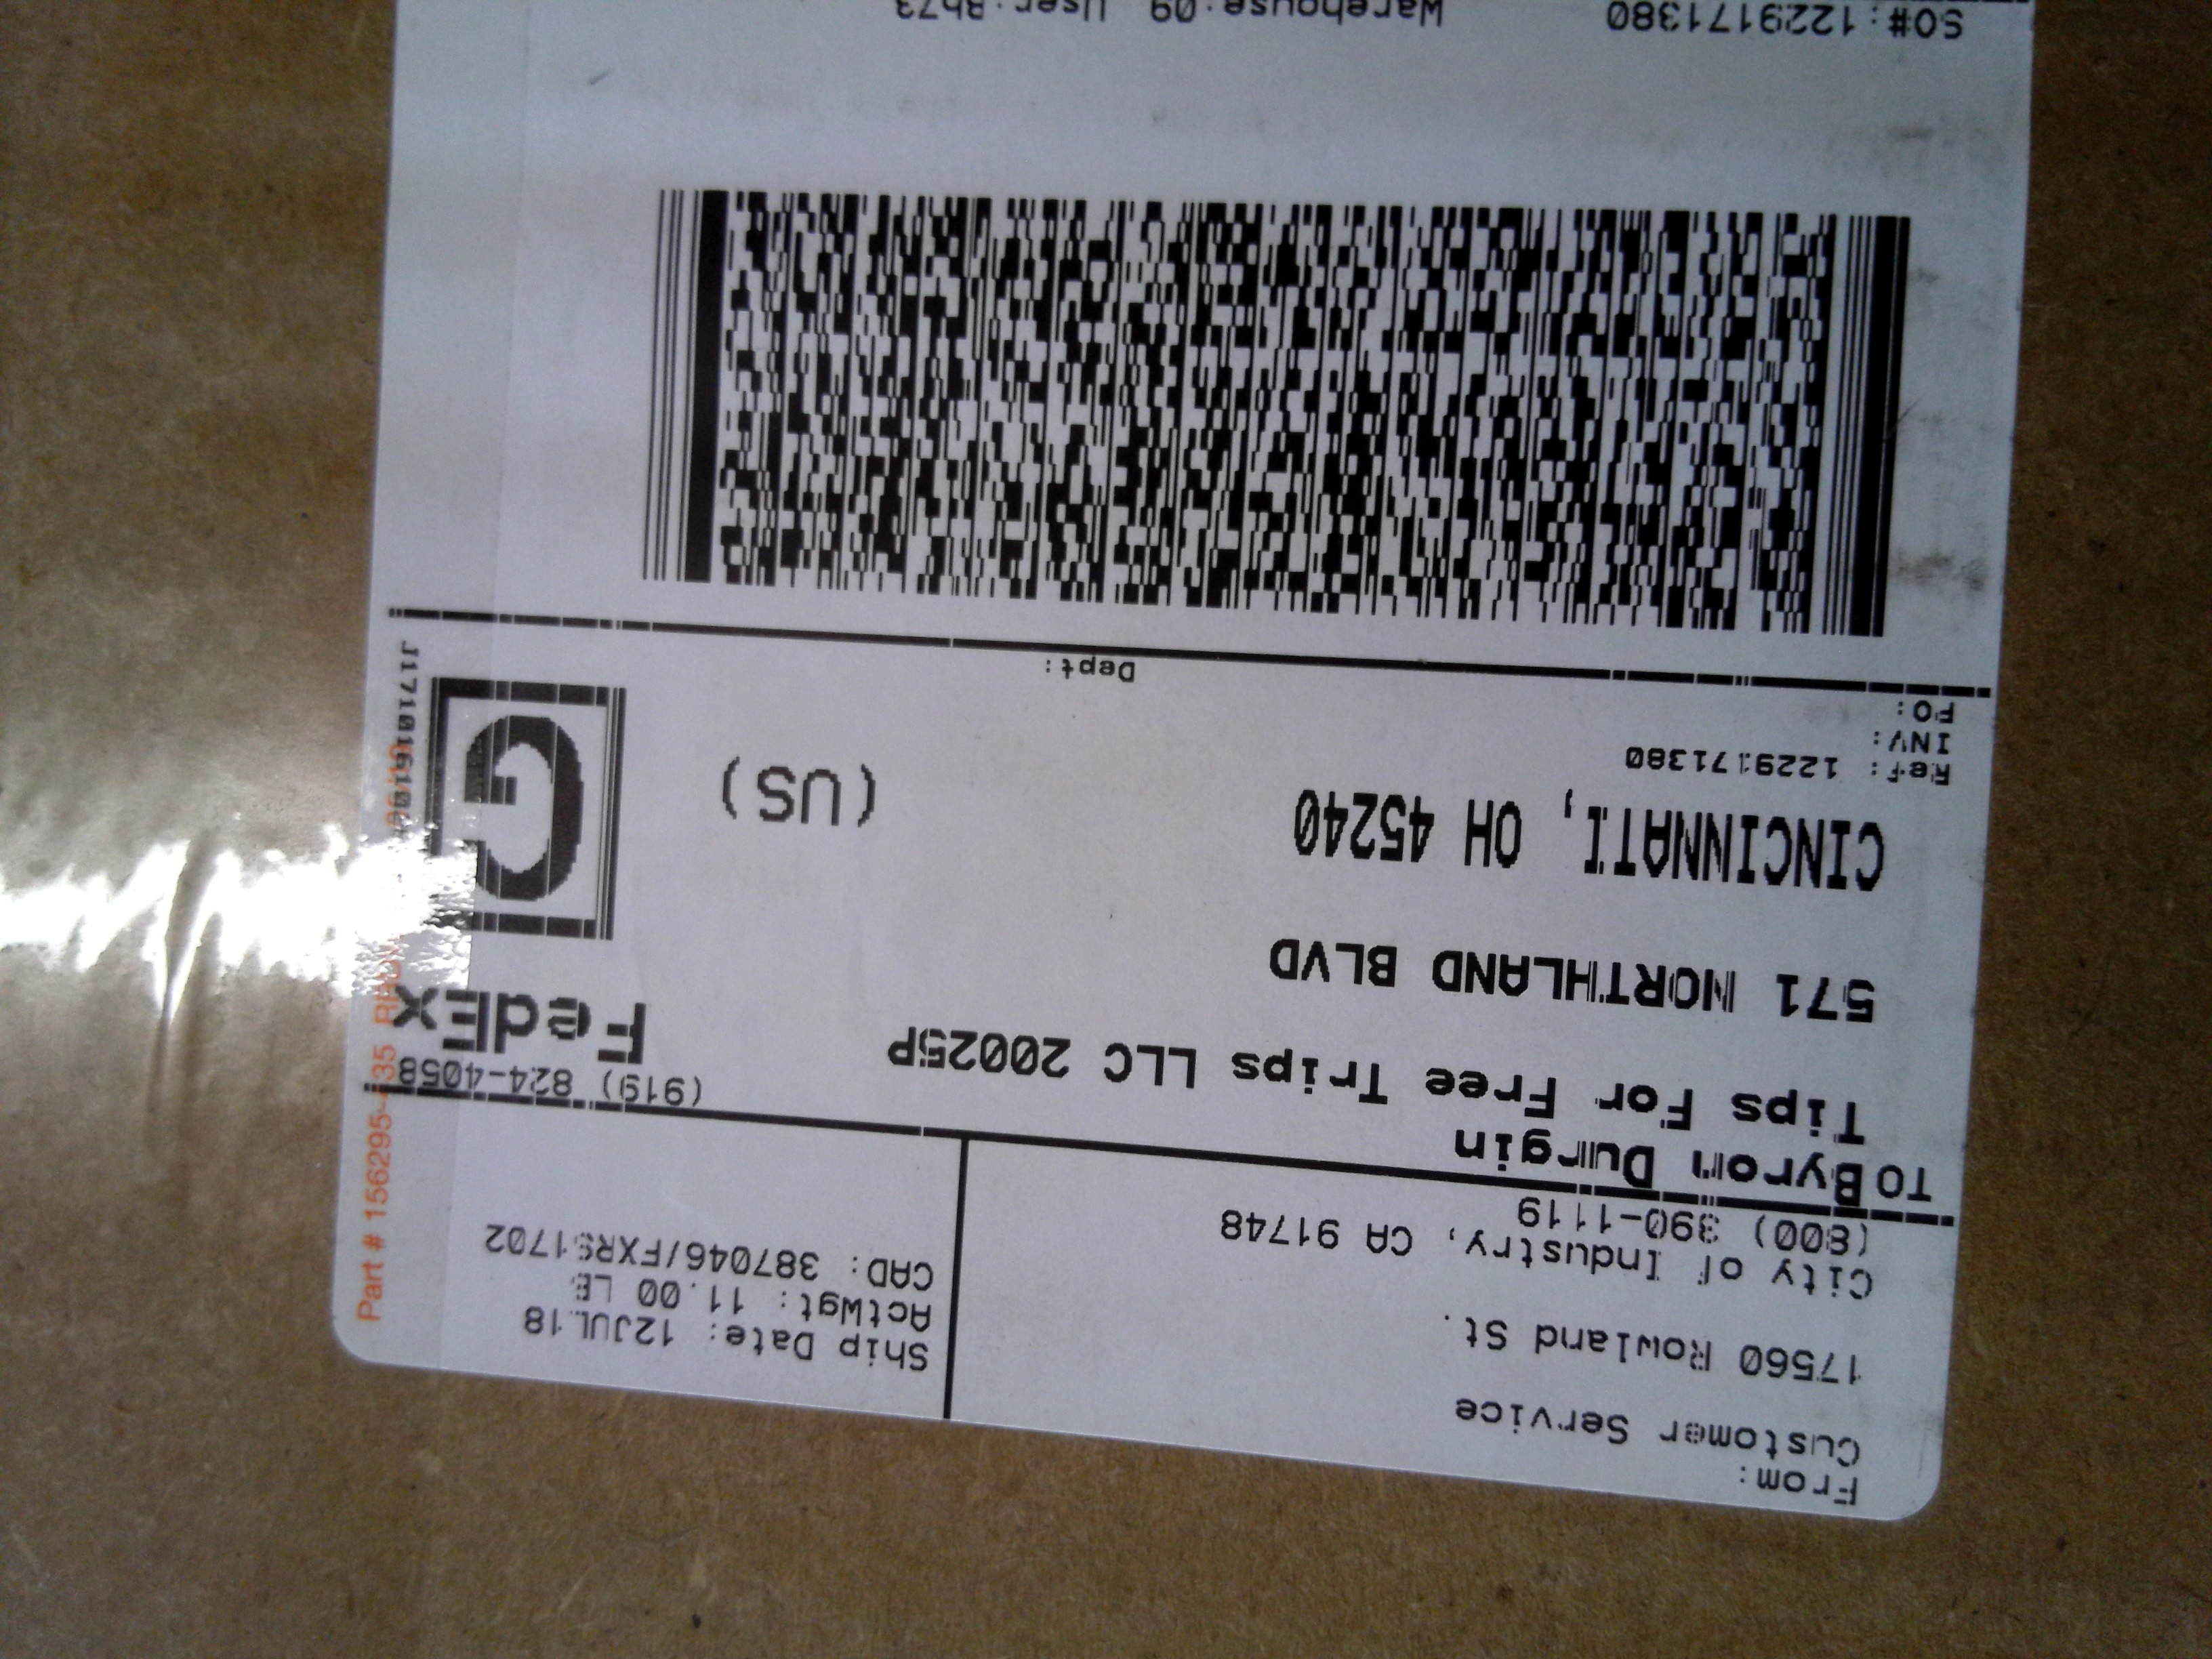 From:
Customer Service
17560 Rowland St.
City of Industry, CA 91748
(800) 390-1119
Ship Date: 12JUL18
ActWgt: 11.00 LB
CAD: 387046/FXRS1702
TO Byron Durgin
Tips For Free Trips LLC 20025P
571 NORTHLAND BLVD
CINCINNATI, OH 45240
(919) 824-4058
FedEx
(US)
G
Ref: 1229171380
INV:
PO:
Dept:
SO#:1229171380 Warehouse:09 User:
Part # 156295-435